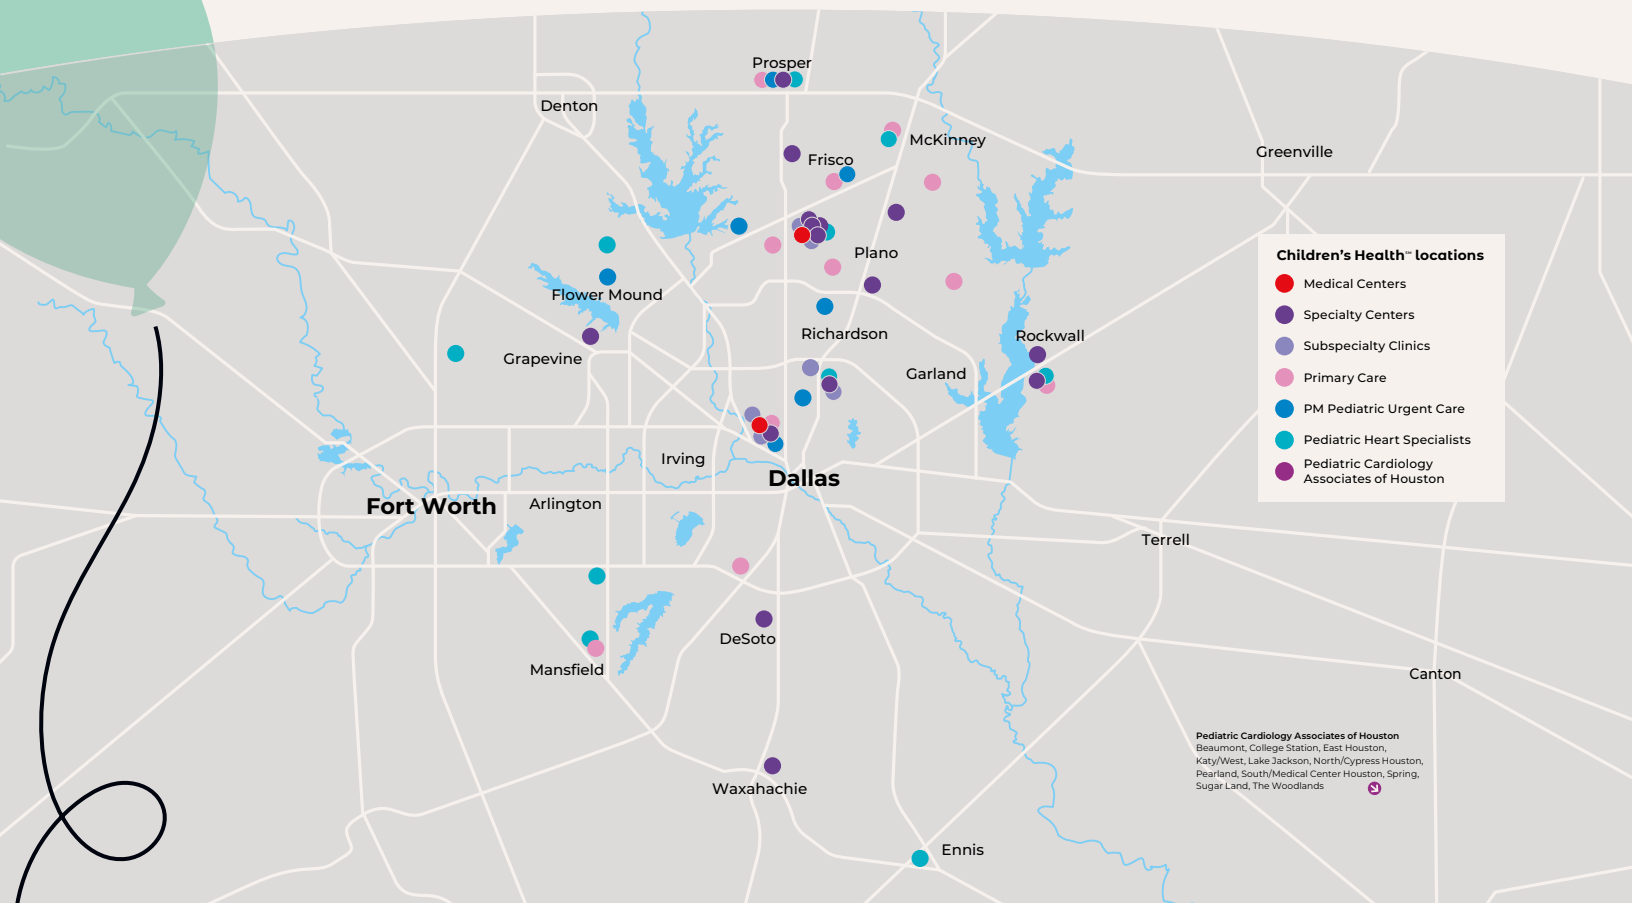 Prosper
Denton
McKinney
Greenville
Frisco
Plano
Children's Health℠ locations
Medical Centers
Flower Mound
Specialty Centers
Richardson
Rockwall
Subspecialty Clinics
Grapevine
Garland
Primary Care
PM Pediatric Urgent Care
Pediatric Heart Specialists
Irving
Pediatric Cardiology
Associates of Houston
Dallas
Fort Worth
Arlington
Terrell
DeSoto
Mansfield
Canton
Pediatric Cardiology Associates of Houston
Beaumont, College Station, East Houston,
Katy/West, Lake Jackson, North/Cypress Houston,
Pearland, South/Medical Center Houston, Spring,
Sugar Land, The Woodlands
Waxahachie
Ennis